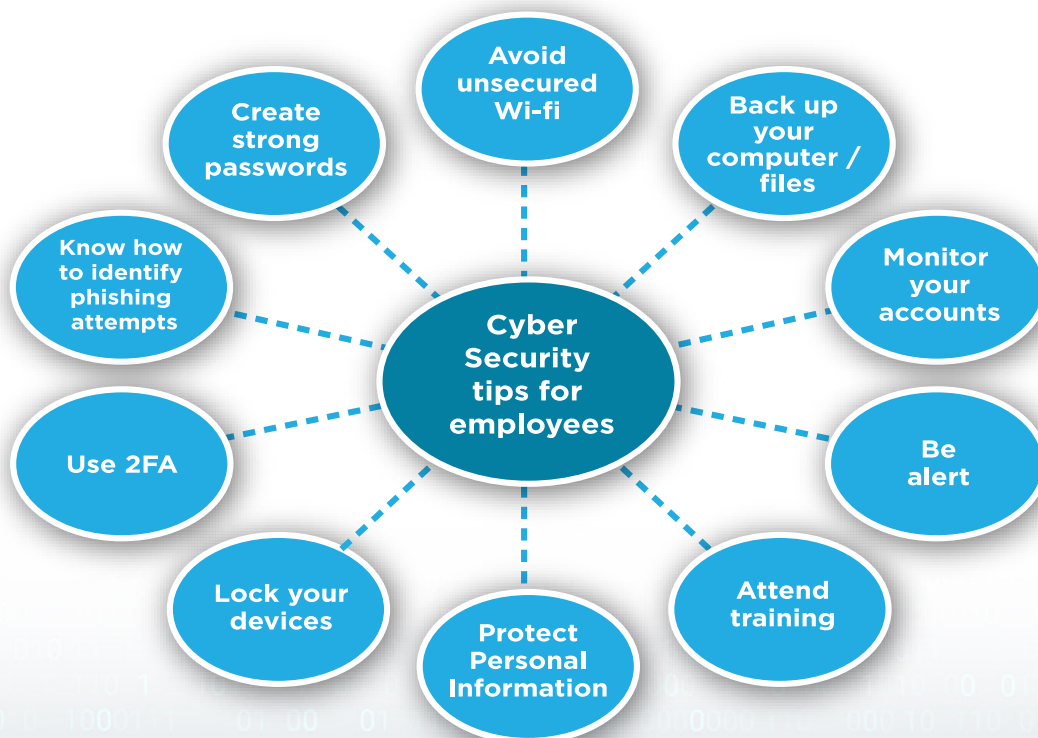 Avoid
unsecured
Wi-fi
Back up
your
computer /
files
Monitor
your
accounts
Be
alert
Attend
training
Protect
Personal
Information
Lock your
devices
Use 2FA
Know how
to identify
phishing
attempts
Create
strong
passwords
Cyber
Security
tips for
employees